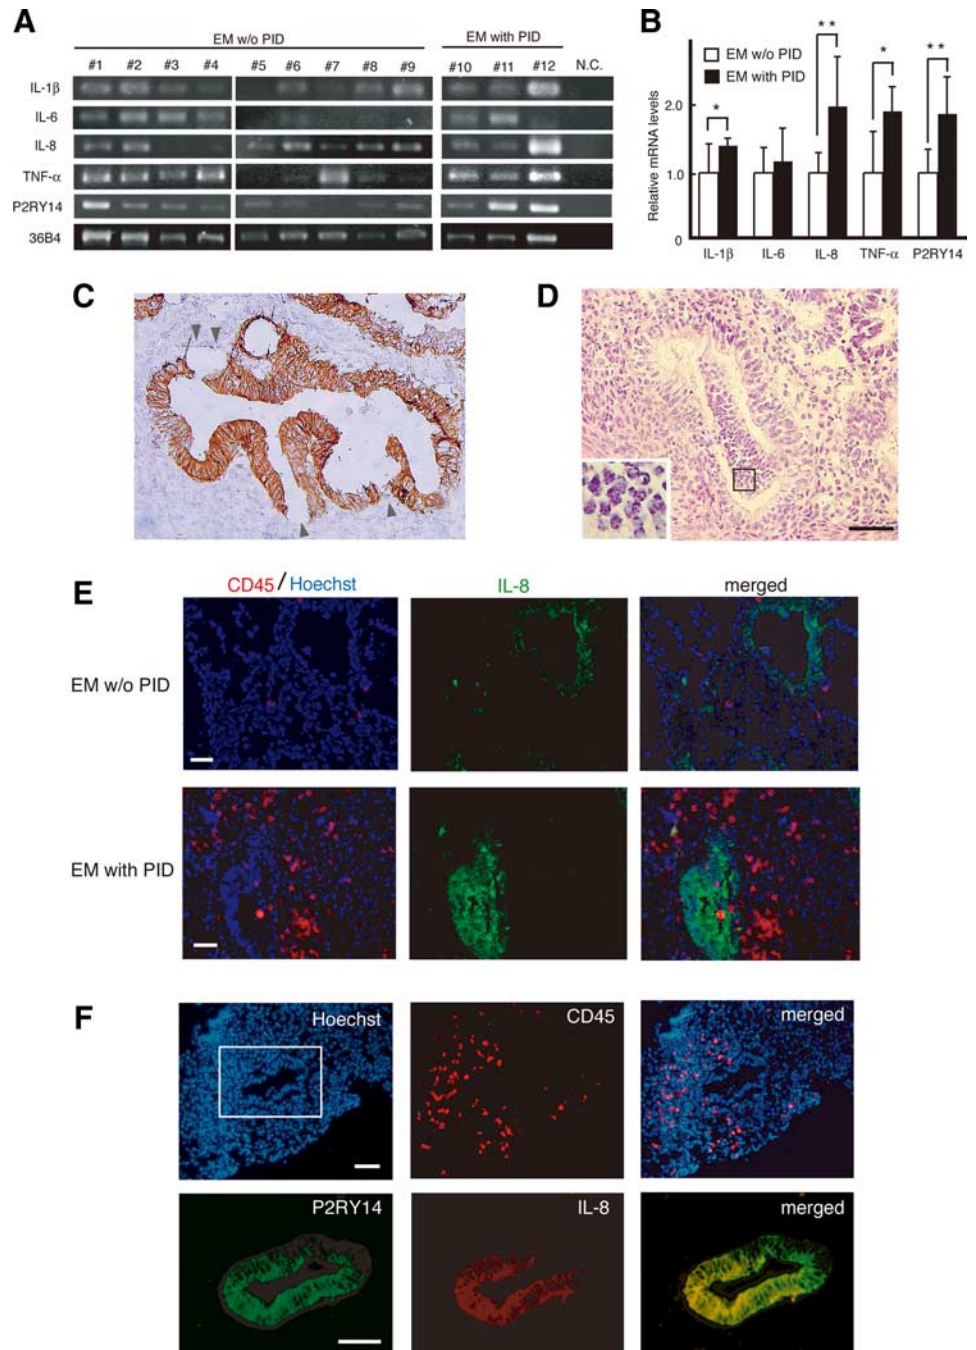 A
EM w/o PID
EM with PID
#1 #2 #3 #4 #5 #6 #7 #8 #9 #10 #11 #12 N.C.
IL-1β
IL-6
IL-8
TNF-α
P2RY14
36B4
B
EM w/o PID
EM with PID
Relative mRNA levels
2.0
1.0
0
* ** * **
IL-1β IL-6 IL-8 TNF-α P2RY14
C
D
E
CD45 / Hoechst IL-8 merged
EM w/o PID
EM with PID
F
Hoechst CD45 merged
P2RY14 IL-8 merged